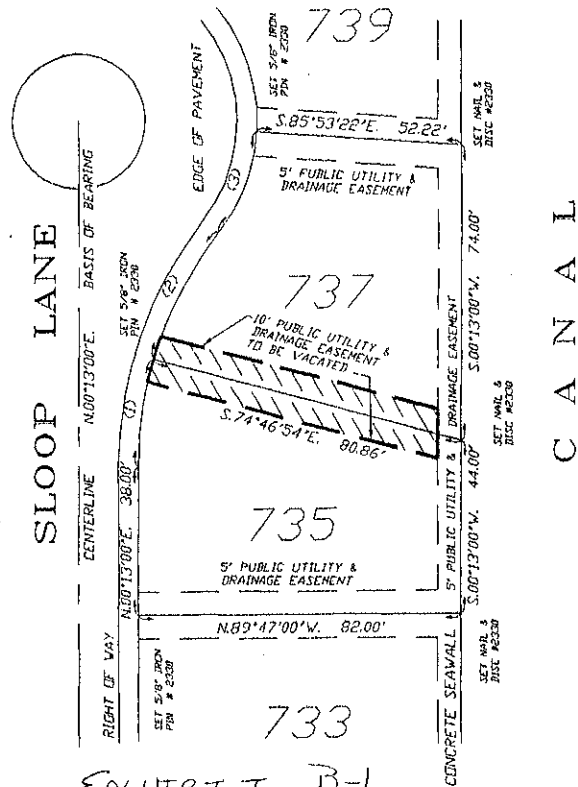 739
SET 5/8" IRON
PIN # 2330
EDGE OF PAVEMENT
S.85°53'22"E. 52.22'
SET NAIL &
DISC #2330
5' PUBLIC UTILITY &
DRAINAGE EASEMENT
(3)
SLOOP LANE
CENTERLINE N.00°13'00"E. BASIS OF BEARING
SET 5/8" IRON
PIN # 2330
(2)
737
10' PUBLIC UTILITY &
DRAINAGE EASEMENT
TO BE VACATED
S.00°13'00"W. 74.00'
CANAL
(1)
S.74°46'54"E. 80.86'
SET NAIL &
DISC #2330
N.00°13'00"E. 38.00'
735
5' PUBLIC UTILITY & DRAINAGE EASEMENT
S.00°13'00"W. 44.00'
5' PUBLIC UTILITY &
DRAINAGE EASEMENT
N.89°47'00"W. 82.00'
RIGHT OF WAY
SET 5/8" IRON
PIN # 2330
SET NAIL &
DISC #2330
733
CONCRETE SEAWALL
EXHIBIT B-1